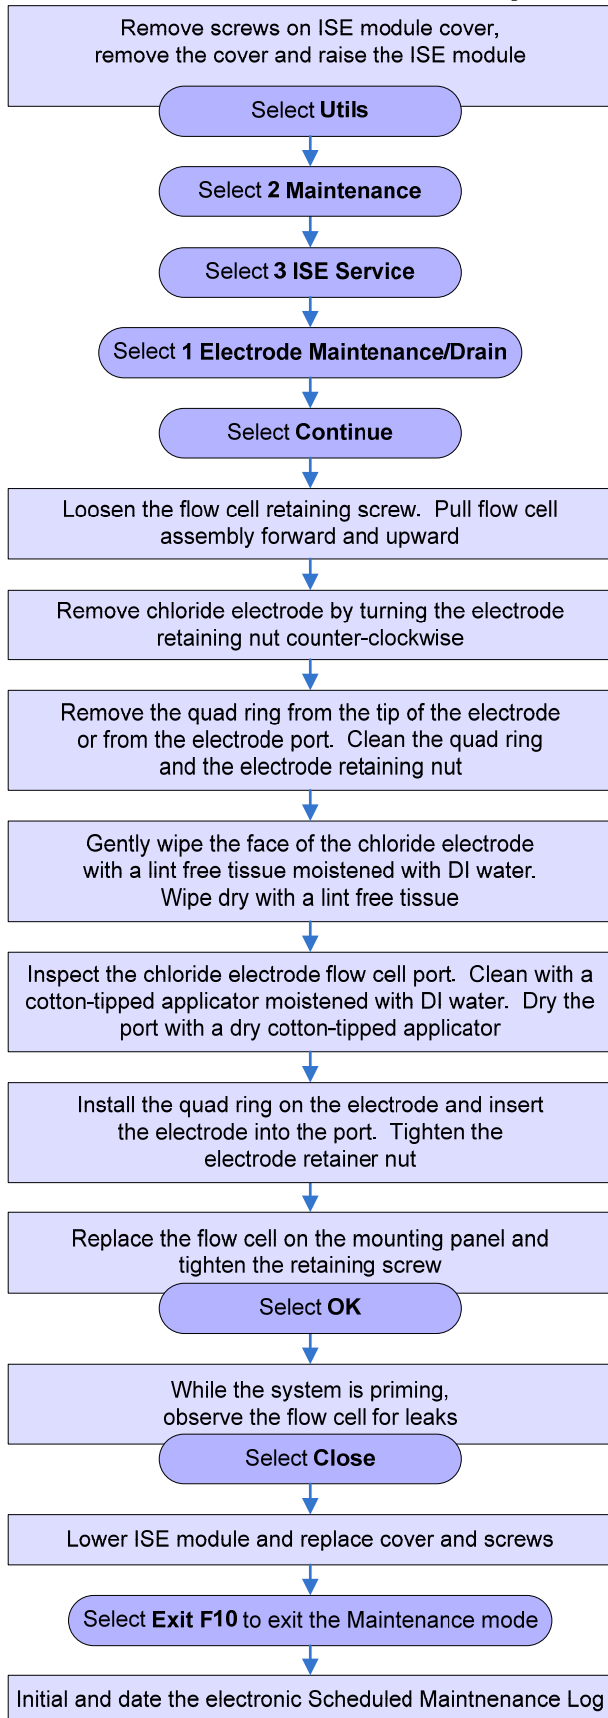 Remove screws on ISE module cover,
remove the cover and raise the ISE module
Select Utils
Select 2 Maintenance
Select 3 ISE Service
Select 1 Electrode Maintenance/Drain
Select Continue
Loosen the flow cell retaining screw. Pull flow cell
assembly forward and upward
Remove chloride electrode by turning the electrode
retaining nut counter-clockwise
Remove the quad ring from the tip of the electrode
or from the electrode port. Clean the quad ring
and the electrode retaining nut
Gently wipe the face of the chloride electrode
with a lint free tissue moistened with DI water.
Wipe dry with a lint free tissue
Inspect the chloride electrode flow cell port. Clean with a
cotton-tipped applicator moistened with DI water. Dry the
port with a dry cotton-tipped applicator
Install the quad ring on the electrode and insert
the electrode into the port. Tighten the
electrode retainer nut
Replace the flow cell on the mounting panel and
tighten the retaining screw
Select OK
While the system is priming,
observe the flow cell for leaks
Select Close
Lower ISE module and replace cover and screws
Select Exit F10 to exit the Maintenance mode
Initial and date the electronic Scheduled Maintnenance Log